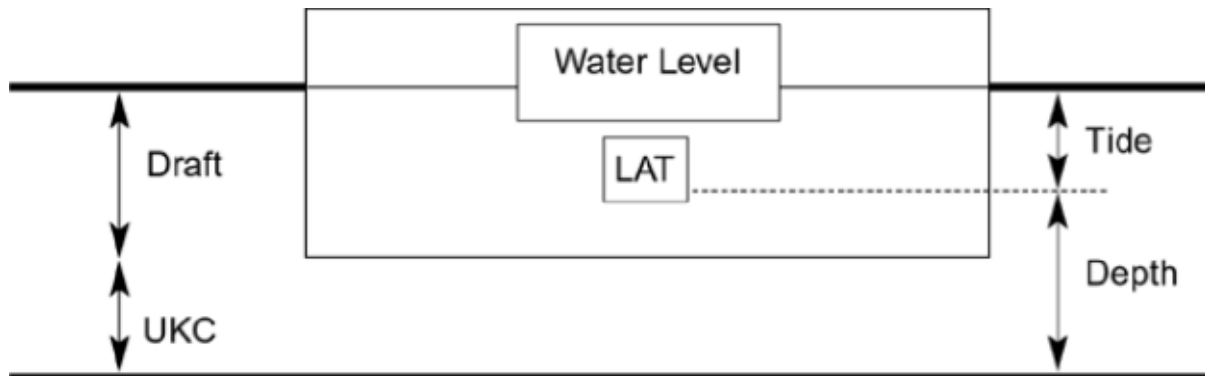 Water Level
Draft
Tide
LAT
Depth
UKC